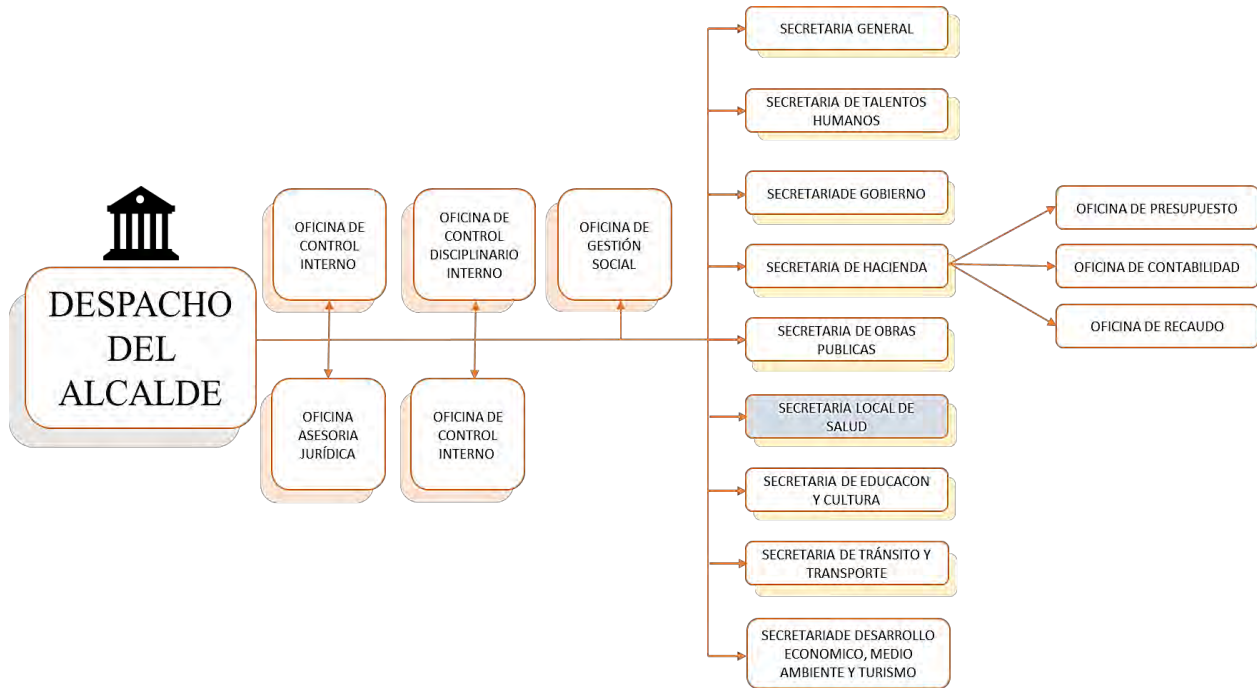 DESPACHO
DEL
ALCALDE
OFICINA DE
CONTROL
INTERNO
OFICINA DE
CONTROL
DISCIPLINARIO
INTERNO
OFICINA DE
GESTIÓN
SOCIAL
OFICINA
ASESORIA
JURÍDICA
OFICINA DE
CONTROL
INTERNO
SECRETARIA GENERAL
SECRETARIA DE TALENTOS
HUMANOS
SECRETARIADE GOBIERNO
SECRETARIA DE HACIENDA
SECRETARIA DE OBRAS
PUBLICAS
SECRETARIA LOCAL DE
SALUD
SECRETARIA DE EDUCACON
Y CULTURA
SECRETARIA DE TRÁNSITO Y
TRANSPORTE
SECRETARIADE DESARROLLO
ECONOMICO, MEDIO
AMBIENTE Y TURISMO
OFICINA DE PRESUPUESTO
OFICINA DE CONTABILIDAD
OFICINA DE RECAUDO